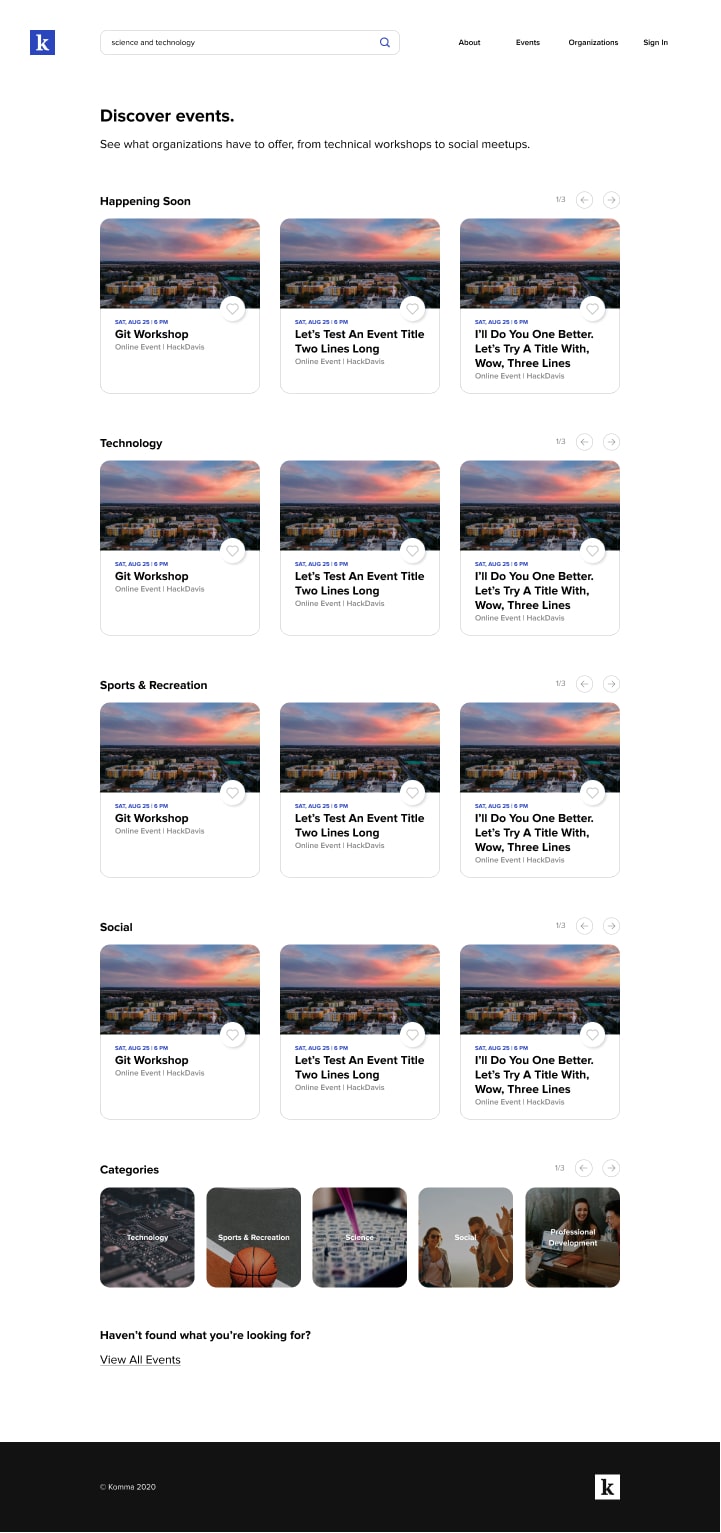 k
science and technology
About
Events
Organizations
Sign In
Discover events.
See what organizations have to offer, from technical workshops to social meetups.
Happening Soon
1/3
SAT, AUG 25 | 6 PM
Git Workshop
Online Event | HackDavis
SAT, AUG 25 | 6 PM
Let’s Test An Event Title
Two Lines Long
Online Event | HackDavis
SAT, AUG 25 | 6 PM
I’ll Do You One Better.
Let’s Try A Title With,
Wow, Three Lines
Online Event | HackDavis
Technology
1/3
SAT, AUG 25 | 6 PM
Git Workshop
Online Event | HackDavis
SAT, AUG 25 | 6 PM
Let’s Test An Event Title
Two Lines Long
Online Event | HackDavis
SAT, AUG 25 | 6 PM
I’ll Do You One Better.
Let’s Try A Title With,
Wow, Three Lines
Online Event | HackDavis
Sports & Recreation
1/3
SAT, AUG 25 | 6 PM
Git Workshop
Online Event | HackDavis
SAT, AUG 25 | 6 PM
Let’s Test An Event Title
Two Lines Long
Online Event | HackDavis
SAT, AUG 25 | 6 PM
I’ll Do You One Better.
Let’s Try A Title With,
Wow, Three Lines
Online Event | HackDavis
Social
1/3
SAT, AUG 25 | 6 PM
Git Workshop
Online Event | HackDavis
SAT, AUG 25 | 6 PM
Let’s Test An Event Title
Two Lines Long
Online Event | HackDavis
SAT, AUG 25 | 6 PM
I’ll Do You One Better.
Let’s Try A Title With,
Wow, Three Lines
Online Event | HackDavis
Categories
1/3
Technology
Sports & Recreation
Science
Social
Professional
Development
Haven’t found what you’re looking for?
View All Events
© Komma 2020
k